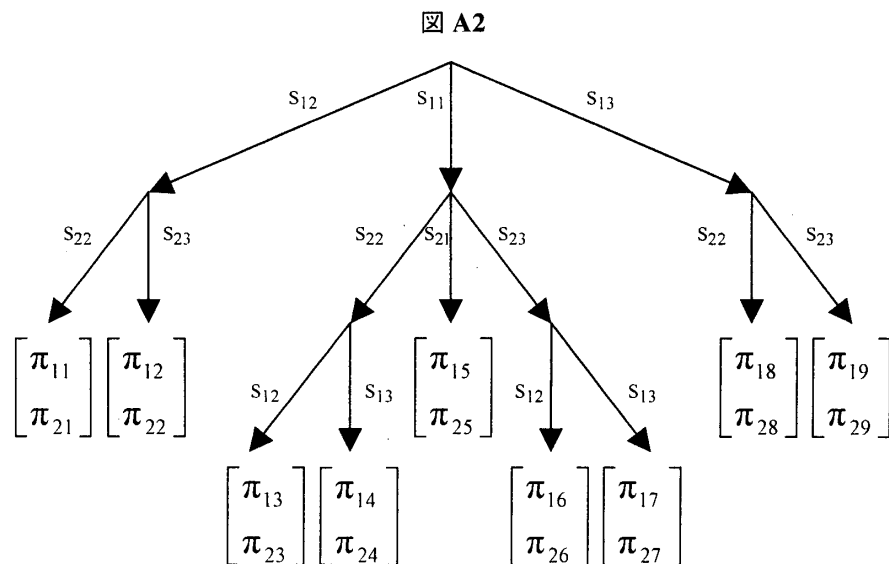 図 A2
s12 s11 s13
s22 s23 s22 s21 s23 s22 s23
[π11 π21] [π12 π22] [π15 π25] [π18 π28] [π19 π29]
s12 s13 s12 s13
[π13 π23] [π14 π24] [π16 π26] [π17 π27]